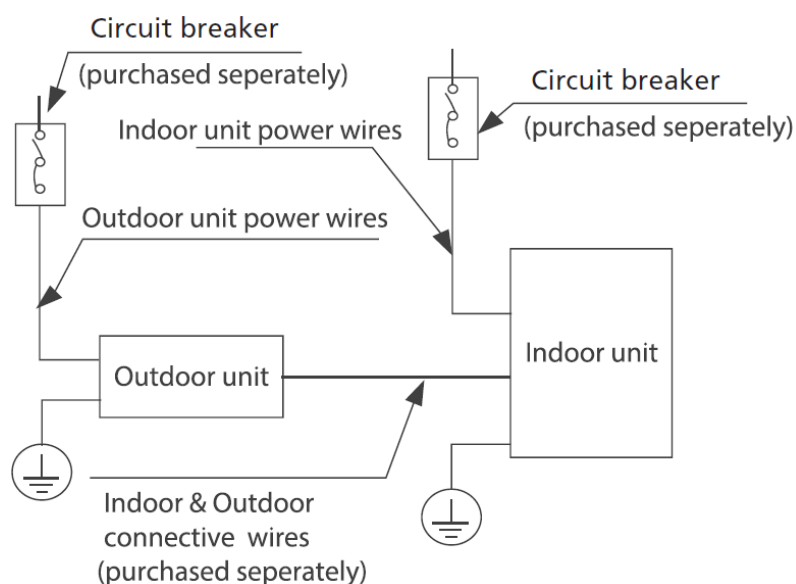 Circuit breaker
(purchased seperately)
Circuit breaker
(purchased seperately)
Indoor unit power wires
Outdoor unit power wires
Indoor unit
Outdoor unit
Indoor & Outdoor
connective wires
(purchased seperately)